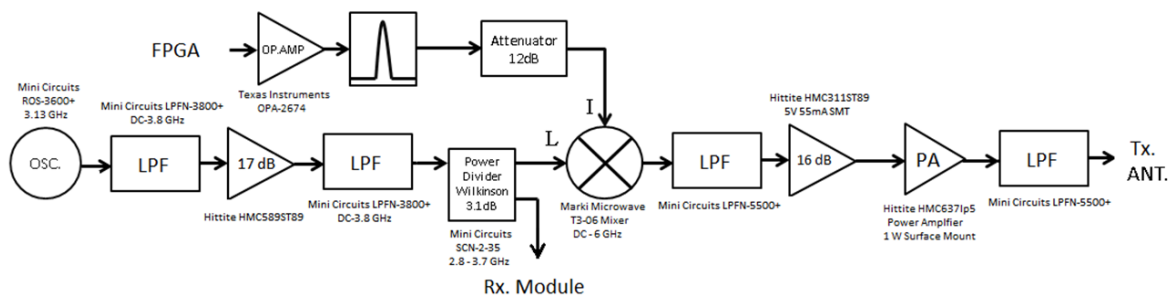 FPGA
OP.AMP
Texas Instruments
OPA-2674
Attenuator
12dB
I
Mini Circuits
ROS-3600+
3.13 GHz
OSC.
Mini Circuits LPFN-3800+
DC-3.8 GHz
LPF
17 dB
Hittite HMC589ST89
LPF
Mini Circuits LPFN-3800+
DC-3.8 GHz
Power
Divider
Wilkinson
3.1dB
Mini Circuits
SCN-2-35
2.8 - 3.7 GHz
Rx. Module
L
Marki Microwave
T3-06 Mixer
DC - 6 GHz
LPF
Mini Circuits LPFN-5500+
Hittite HMC311ST89
5V 55mA SMT
16 dB
PA
Hittite HMC637lp5
Power Amplfier
1 W Surface Mount
LPF
Mini Circuits LPFN-5500+
Tx.
ANT.